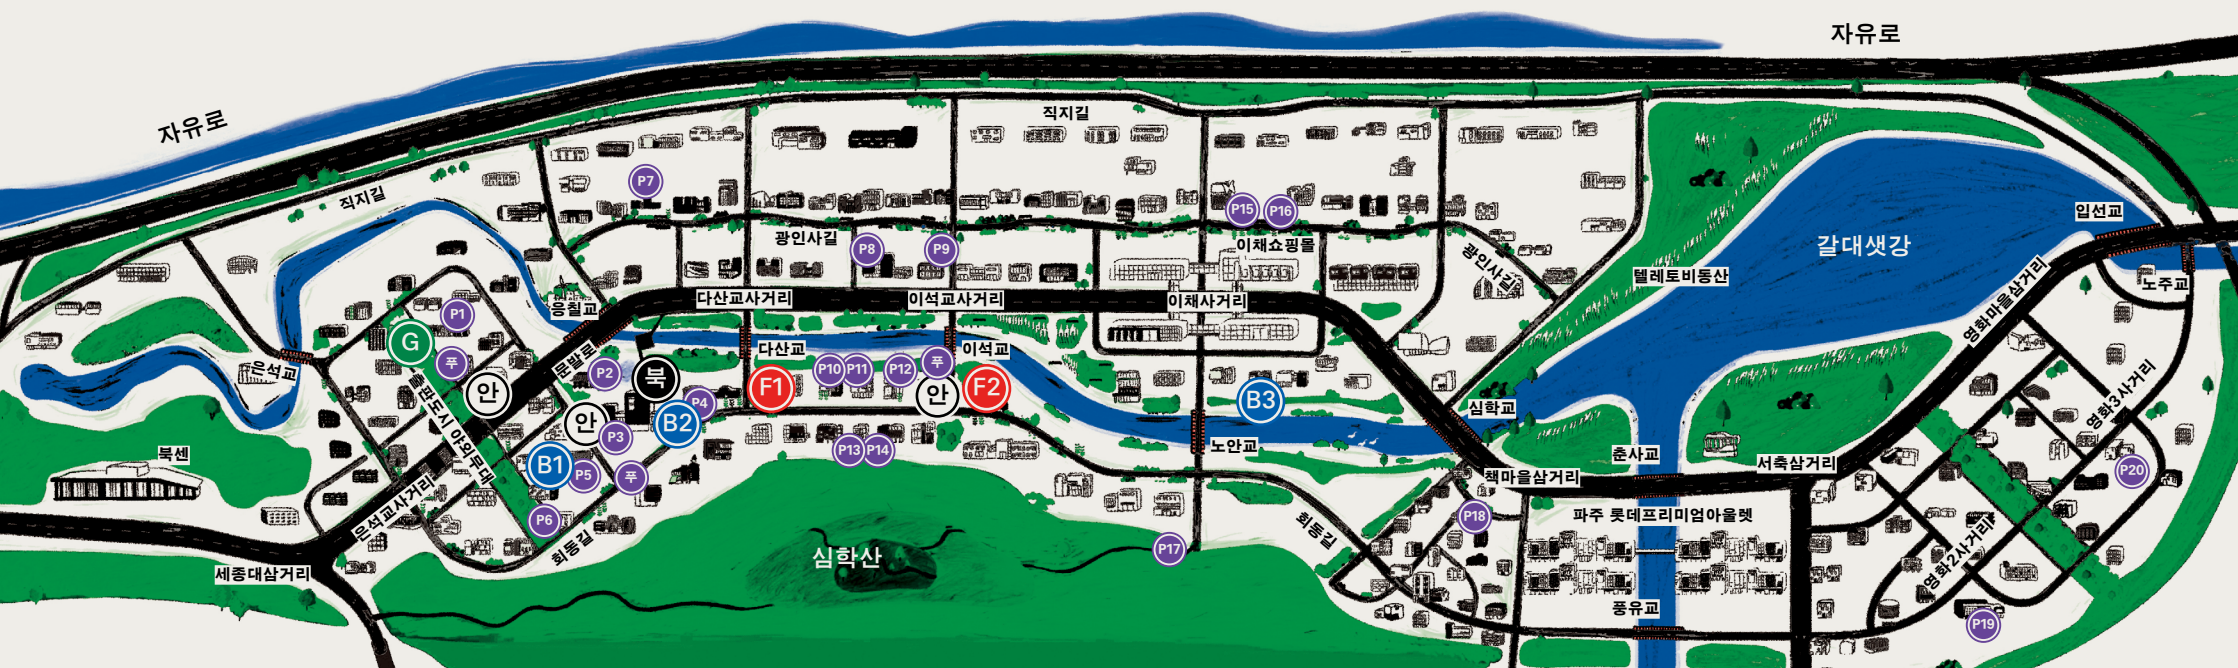 자유로
자유로
직지길
직지길
P7
P15
P16
입선교
광인사길
P8
P9
이채쇼핑몰
광인사길
갈대샛강
텔레토비동산
노주교
P1
응칠교
다산교사거리
이석교사거리
이채사거리
영화마을삼거리
G
푸
문발로
다산교
푸
이석교
은석교
P2
북
P10
P11
P12
안
F1
안
F2
B3
심학교
영화3사거리
출판도시 야외무대
P4
안
P3
B2
노안교
북센
P13
P14
B1
P5
푸
춘사교
서축삼거리
책마을삼거리
P20
은석교사거리
P6
회동길
회동길
P18
파주 롯데프리미엄아울렛
심학산
P17
세종대삼거리
영화2사거리
풍유교
P19